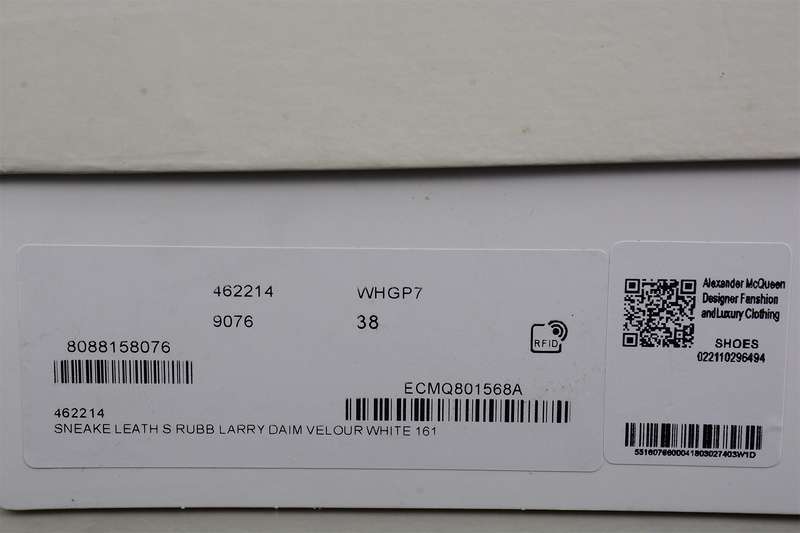 462214 WHGP7
9076 38
8088158076
RFID
ECMQ801568A
462214
SNEAKE LEATH S RUBB LARRY DAIM VELOUR WHITE 161
Alexander McQueen
Designer Fanshion
and Luxury Clothing
SHOES
022110296494
5516076600041803027403W1D